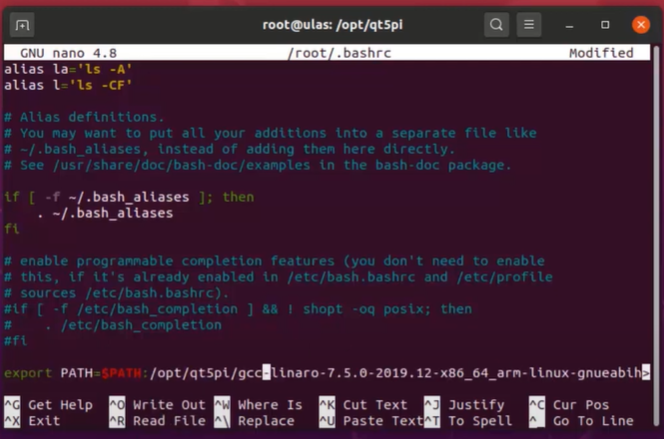 root@ulas: /opt/qt5pi
GNU nano 4.8 /root/.bashrc Modified
alias la='ls -A'
alias l='ls -CF'
# Alias definitions.
# You may want to put all your additions into a separate file like
# ~/.bash_aliases, instead of adding them here directly.
# See /usr/share/doc/bash-doc/examples in the bash-doc package.
if [ -f ~/.bash_aliases ]; then
    . ~/.bash_aliases
fi
# enable programmable completion features (you don't need to enable
# this, if it's already enabled in /etc/bash.bashrc and /etc/profile
# sources /etc/bash.bashrc).
#if [ -f /etc/bash_completion ] && ! shopt -oq posix; then
#    . /etc/bash_completion
#fi
export PATH=$PATH:/opt/qt5pi/gcc-linaro-7.5.0-2019.12-x86_64_arm-linux-gnueabih>
^G Get Help ^O Write Out ^W Where Is ^K Cut Text ^J Justify ^C Cur Pos
^X Exit ^R Read File ^\ Replace ^U Paste Text ^T To Spell ^_ Go To Line